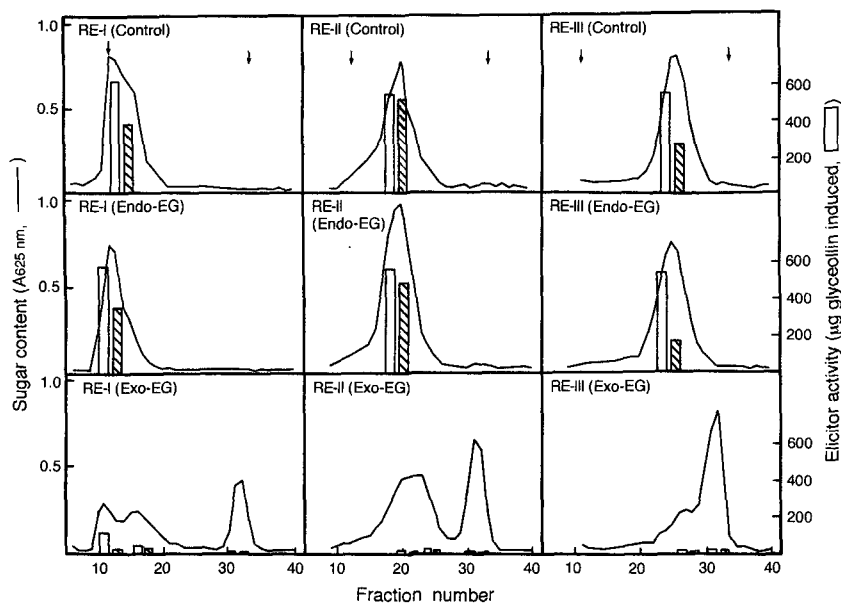 RE-I (Control)
RE-II (Control)
RE-III (Control)
1.0
0.5
0
600
400
200
RE-I (Endo-EG)
RE-II
(Endo-EG)
RE-III (Endo-EG)
1.0
0.5
0
600
400
200
RE-I (Exo-EG)
RE-II (Exo-EG)
RE-III (Exo-EG)
1.0
0.5
600
400
200
0
10 20 30 40
10 20 30 40
10 20 30 40
Fraction number
Sugar content (A625 nm, )
Elicitor activity (μg glyceollin induced, )